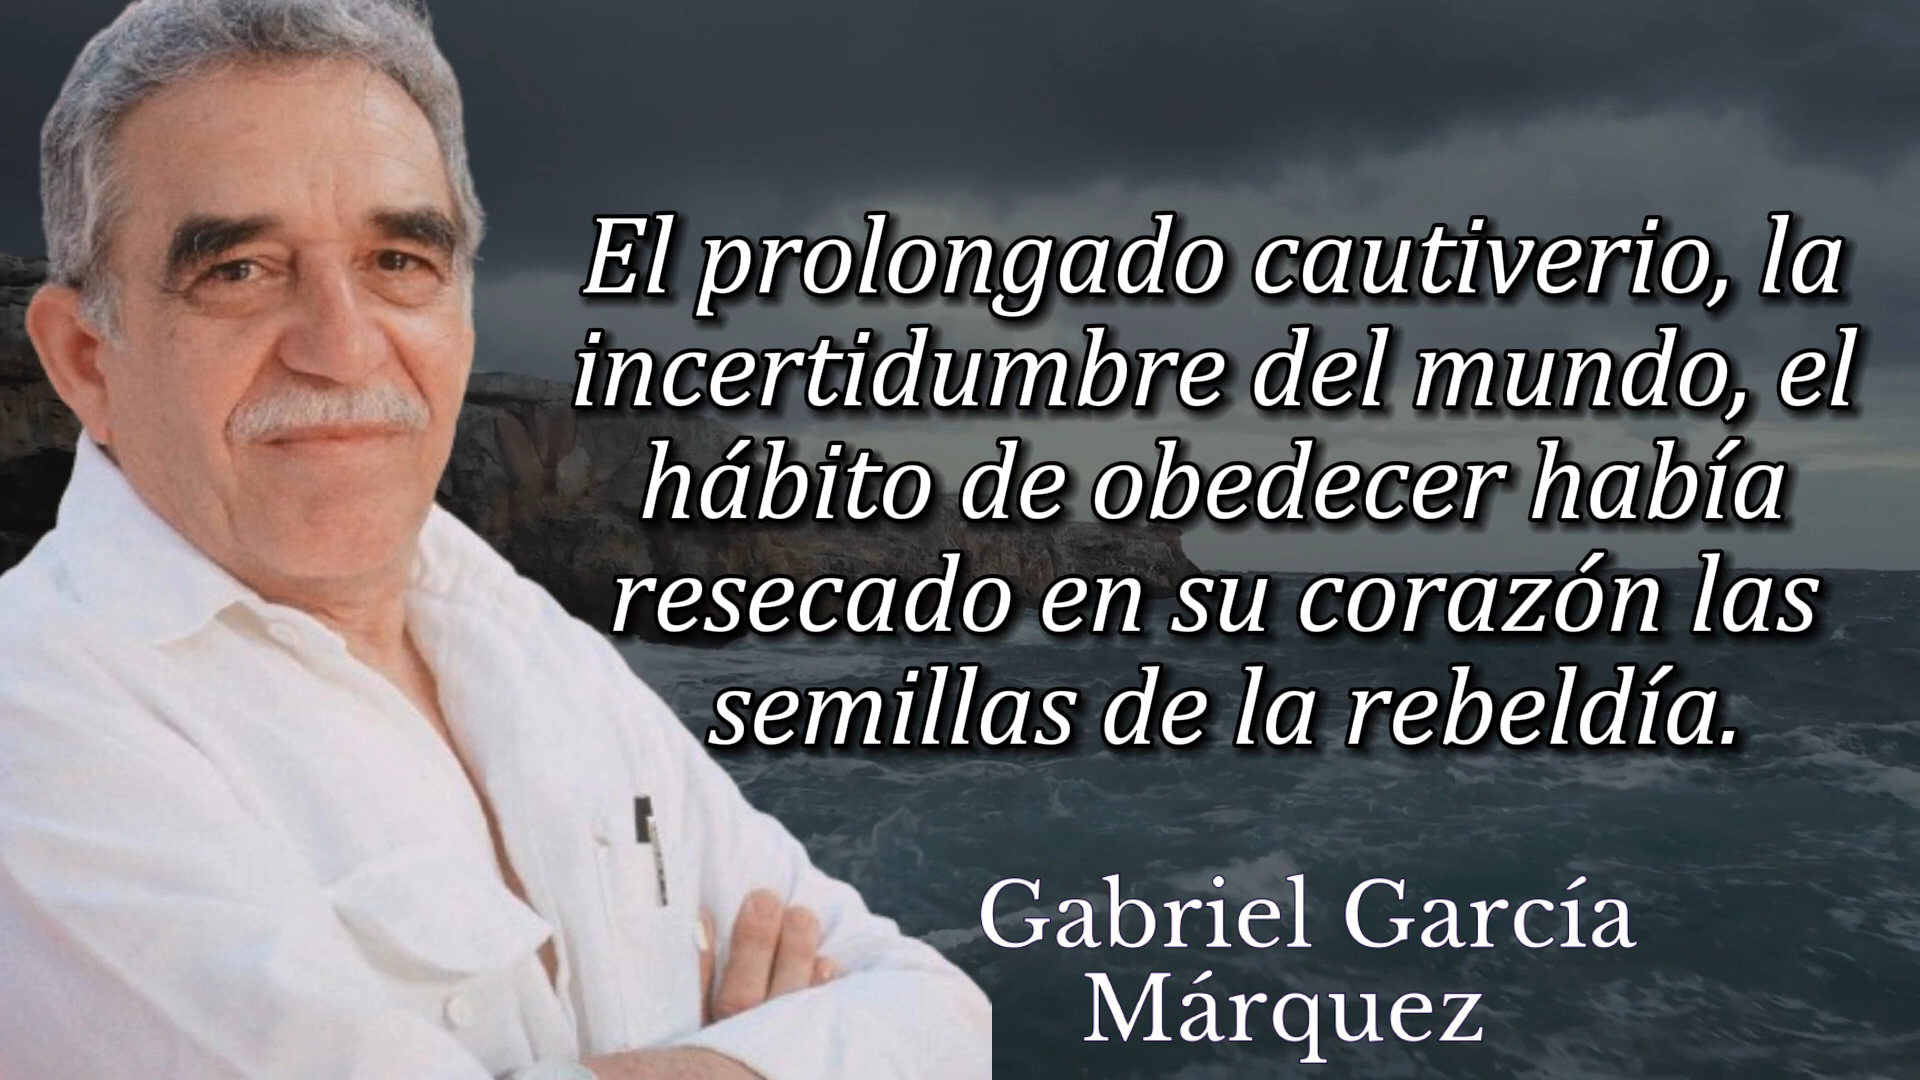 El prolongado cautiverio, la
incertidumbre del mundo, el
hábito de obedecer había
resecado en su corazón las
semillas de la rebeldía.
Gabriel García
Márquez